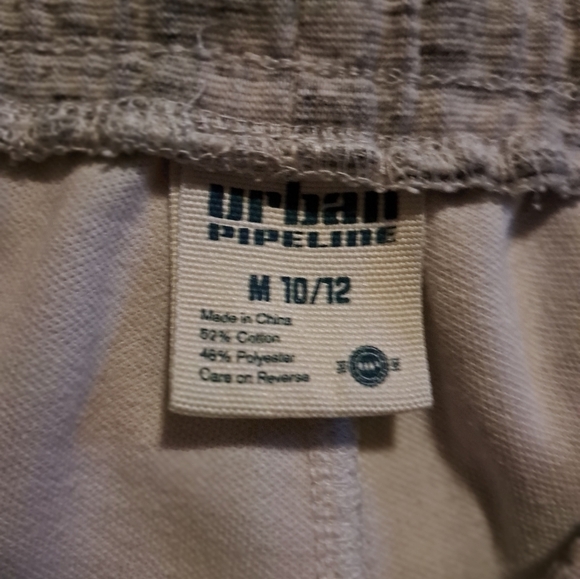 urban
PIPELINE
M 10/12
Made in China
52% Cotton
48% Polyester
Care on Reverse